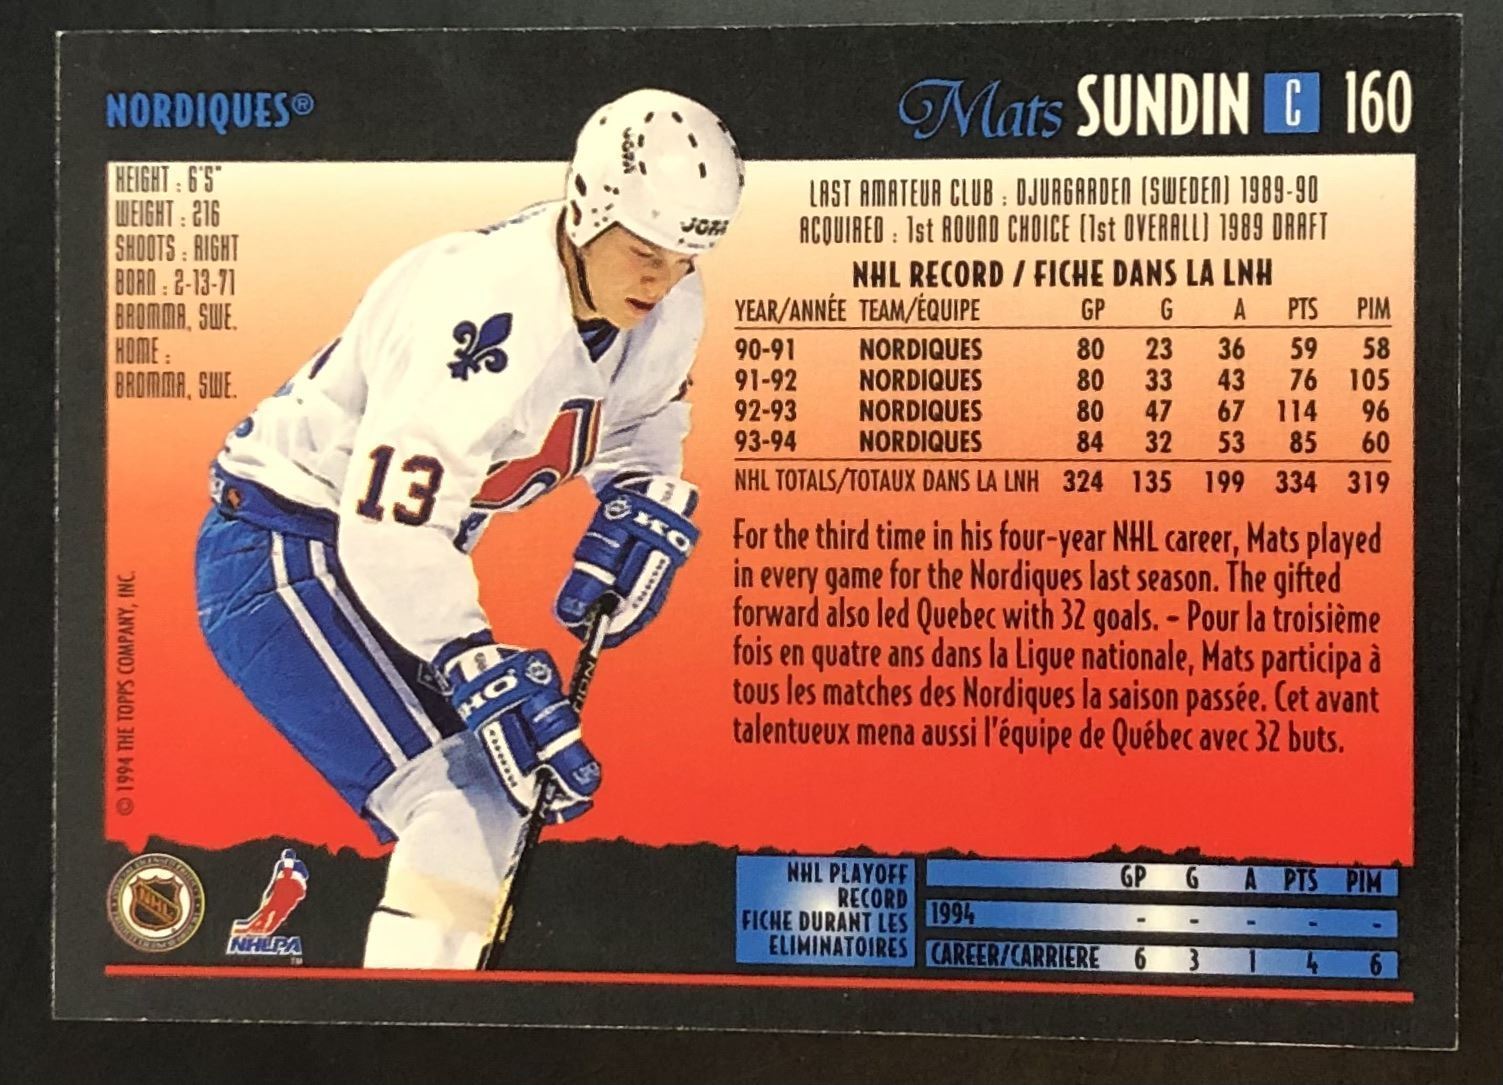 NORDIQUES®
Mats SUNDIN C 160
HEIGHT : 6'5"
WEIGHT : 216
SHOOTS : RIGHT
BORN : 2-13-71
BROMMA, SWE.
HOME :
BROMMA, SWE.
LAST AMATEUR CLUB : DJURGARDEN (SWEDEN) 1989-90
ACQUIRED : 1st ROUND CHOICE (1st OVERALL) 1989 DRAFT
NHL RECORD / FICHE DANS LA LNH
YEAR/ANNÉE TEAM/ÉQUIPE GP G A PTS PIM
90-91 NORDIQUES 80 23 36 59 58
91-92 NORDIQUES 80 33 43 76 105
92-93 NORDIQUES 80 47 67 114 96
93-94 NORDIQUES 84 32 53 85 60
NHL TOTALS/TOTAUX DANS LA LNH 324 135 199 334 319
For the third time in his four-year NHL career, Mats played
in every game for the Nordiques last season. The gifted
forward also led Quebec with 32 goals. – Pour la troisième
fois en quatre ans dans la Ligue nationale, Mats participa à
tous les matches des Nordiques la saison passée. Cet avant
talentueux mena aussi l'équipe de Québec avec 32 buts.
13
© 1994 THE TOPPS COMPANY, INC.
NHL
NHLPA
TM
NHL PLAYOFF
RECORD
FICHE DURANT LES
ELIMINATOIRES
GP G A PTS PIM
1994 - - - - -
CAREER/CARRIERE 6 3 1 4 6